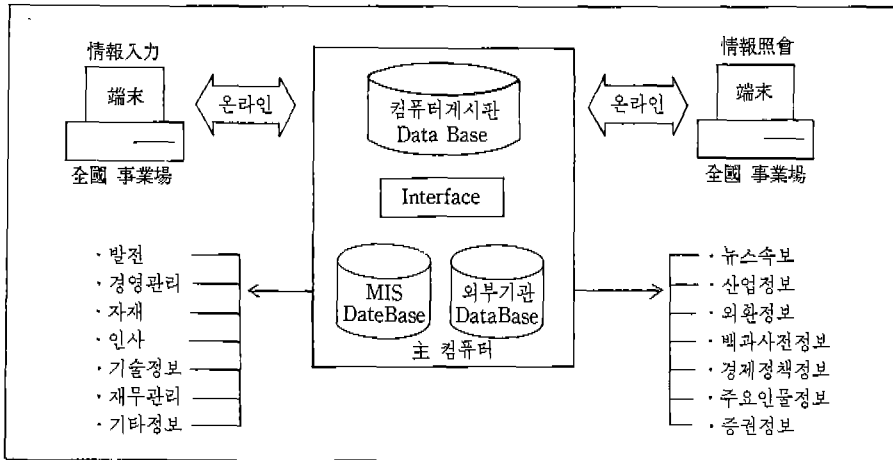 情報入力
端末
全國 事業場
온라인
컴퓨터게시판
Data Base
Interface
MIS
DateBase
외부기관
DataBase
主 컴퓨터
온라인
情報照會
端末
全國 事業場
· 발전
· 경영관리
· 자재
· 인사
· 기술정보
· 재무관리
· 기타정보
· 뉴스속보
· 산업정보
· 외환정보
· 백과사전정보
· 경제정책정보
· 주요인물정보
· 증권정보